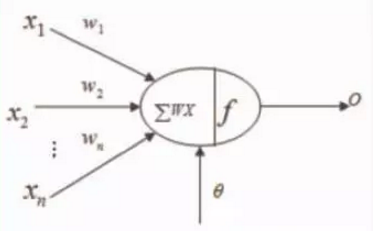 x₁ w₁
w₂
x₂ ∑WX f o
⋮ wₙ
xₙ θ